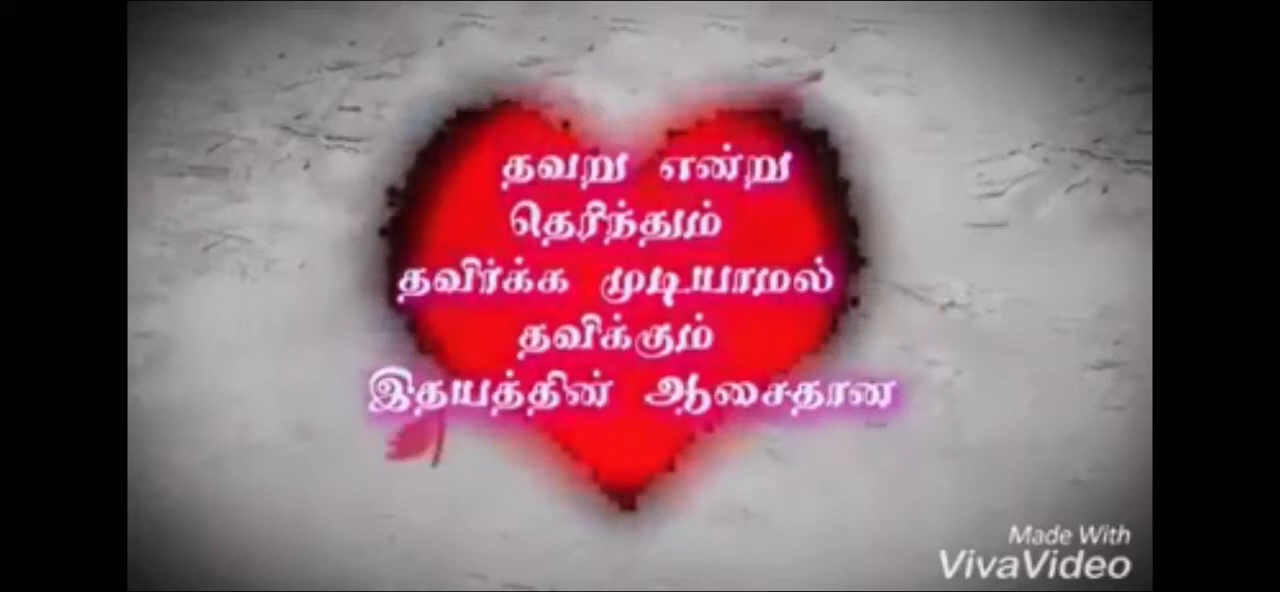 தவறு என்று
தெரிந்தும்
தவிர்க்க முடியாமல்
தவிக்கும்
இதயத்தின் ஆசைதான
Made With
VivaVideo